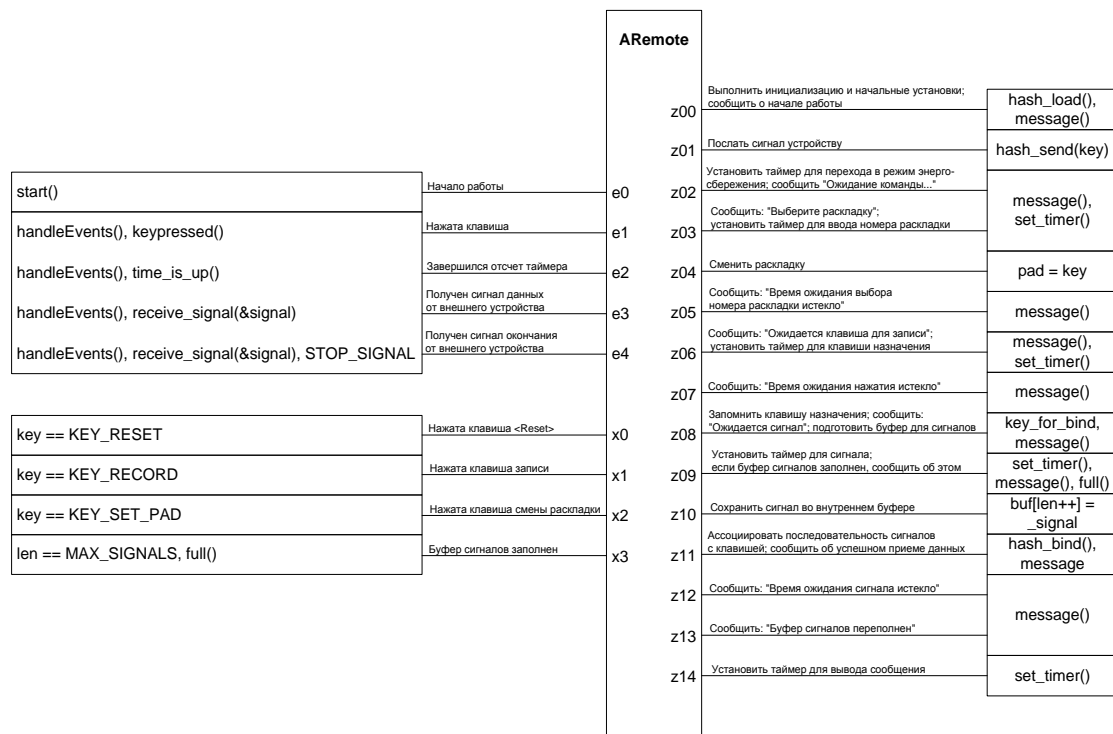 ARemote
start()
Начало работы
e0
handleEvents(), keypressed()
Нажата клавиша
e1
handleEvents(), time_is_up()
Завершился отсчет таймера
e2
handleEvents(), receive_signal(&signal)
Получен сигнал данных
от внешнего устройства
e3
handleEvents(), receive_signal(&signal), STOP_SIGNAL
Получен сигнал окончания
от внешнего устройства
e4
key == KEY_RESET
Нажата клавиша <Reset>
x0
key == KEY_RECORD
Нажата клавиша записи
x1
key == KEY_SET_PAD
Нажата клавиша смены раскладки
x2
len == MAX_SIGNALS, full()
Буфер сигналов заполнен
x3
z00
Выполнить инициализацию и начальные установки;
сообщить о начале работы
hash_load(),
message()
z01
Послать сигнал устройству
hash_send(key)
z02
Установить таймер для перехода в режим энерго-
сбережения; сообщить "Ожидание команды..."
z03
Сообщить: "Выберите раскладку";
установить таймер для ввода номера раскладки
message(),
set_timer()
z04
Сменить раскладку
pad = key
z05
Сообщить: "Время ожидания выбора
номера раскладки истекло"
message()
z06
Сообщить: "Ожидается клавиша для записи";
установить таймер для клавиши назначения
message(),
set_timer()
z07
Сообщить: "Время ожидания нажатия истекло"
message()
z08
Запомнить клавишу назначения; сообщить:
"Ожидается сигнал"; подготовить буфер для сигналов
key_for_bind,
message()
z09
Установить таймер для сигнала;
если буфер сигналов заполнен, сообщить об этом
set_timer(),
message(), full()
z10
Сохранить сигнал во внутреннем буфере
buf[len++] =
_signal
z11
Ассоциировать последовательность сигналов
с клавишей; сообщить об успешном приеме данных
hash_bind(),
message
z12
Сообщить: "Время ожидания сигнала истекло"
z13
Сообщить: "Буфер сигналов переполнен"
message()
z14
Установить таймер для вывода сообщения
set_timer()